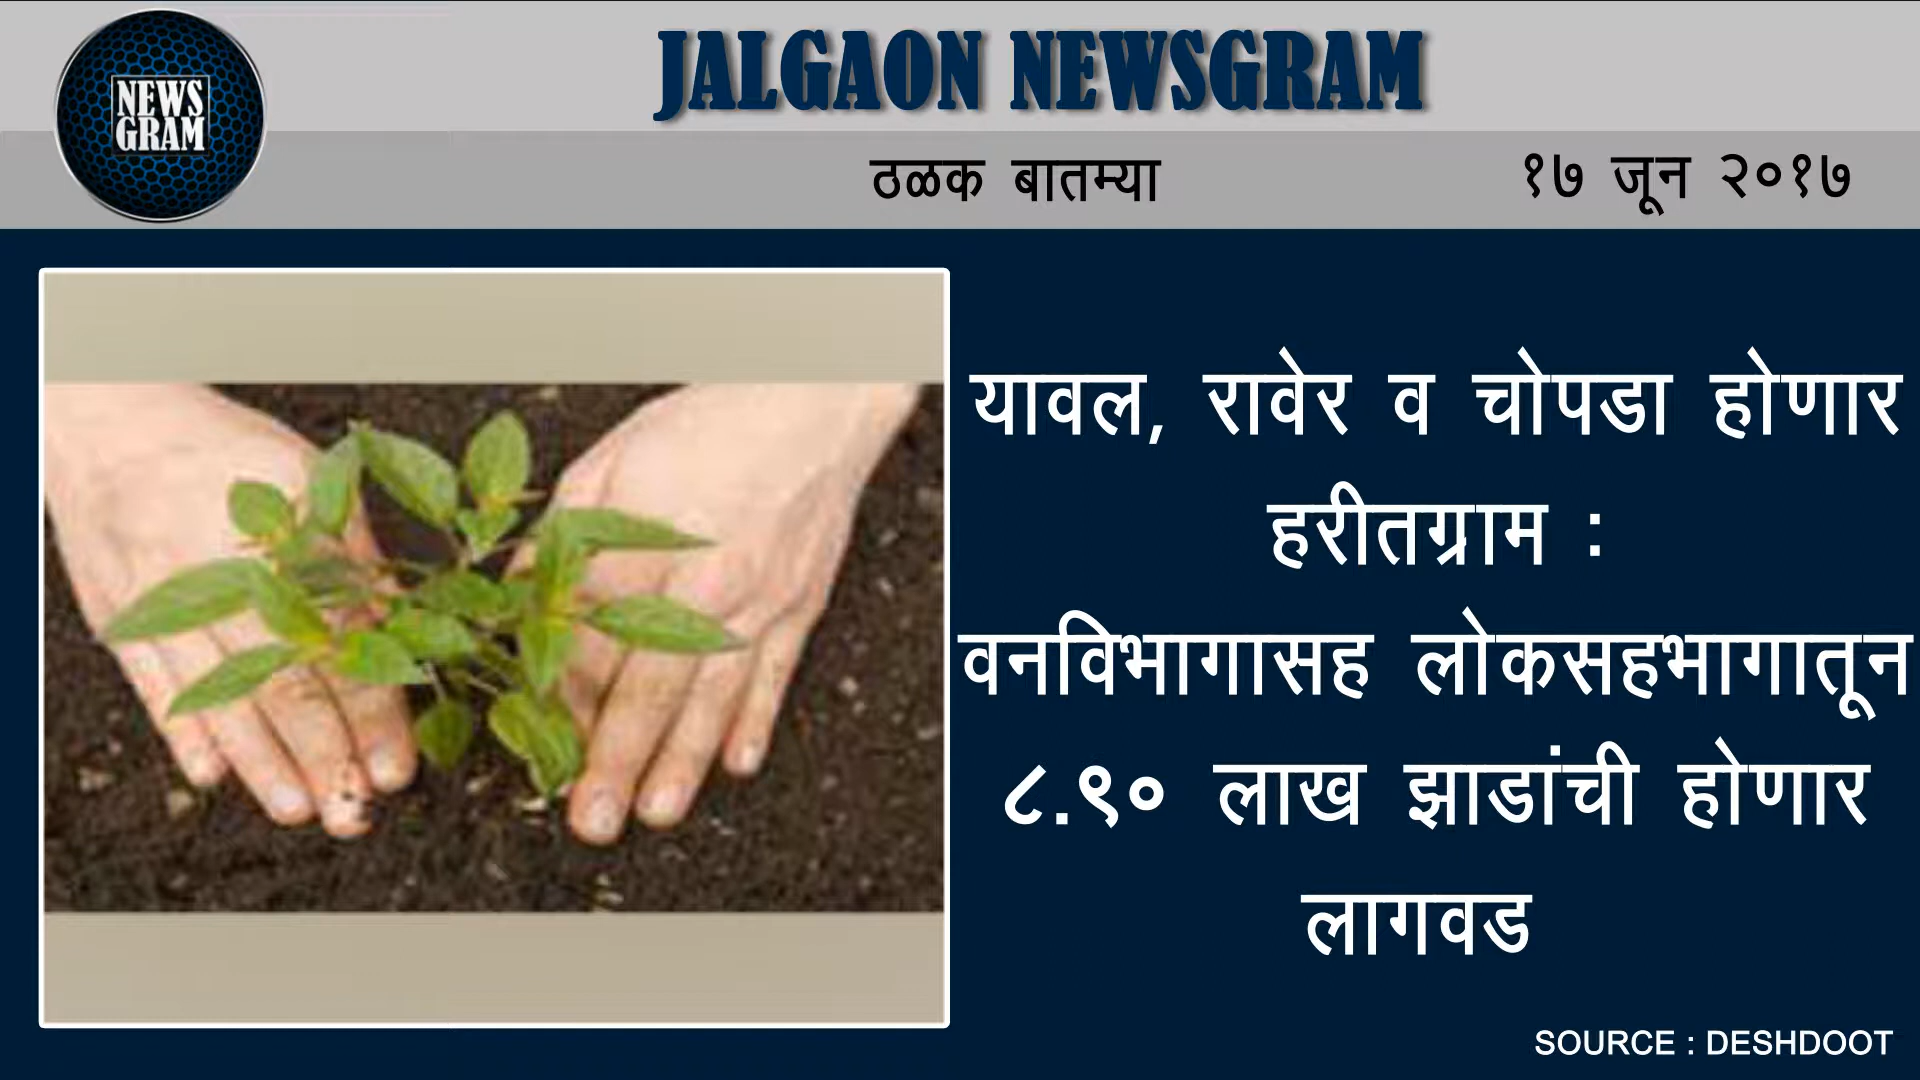 NEWS
GRAM
JALGAON NEWSGRAM
ठळक बातम्या
१७ जून २०१७
यावल, रावेर व चोपडा होणार
हरीतग्राम :
वनविभागासह लोकसहभागातून
८.९० लाख झाडांची होणार
लागवड
SOURCE : DESHDOOT